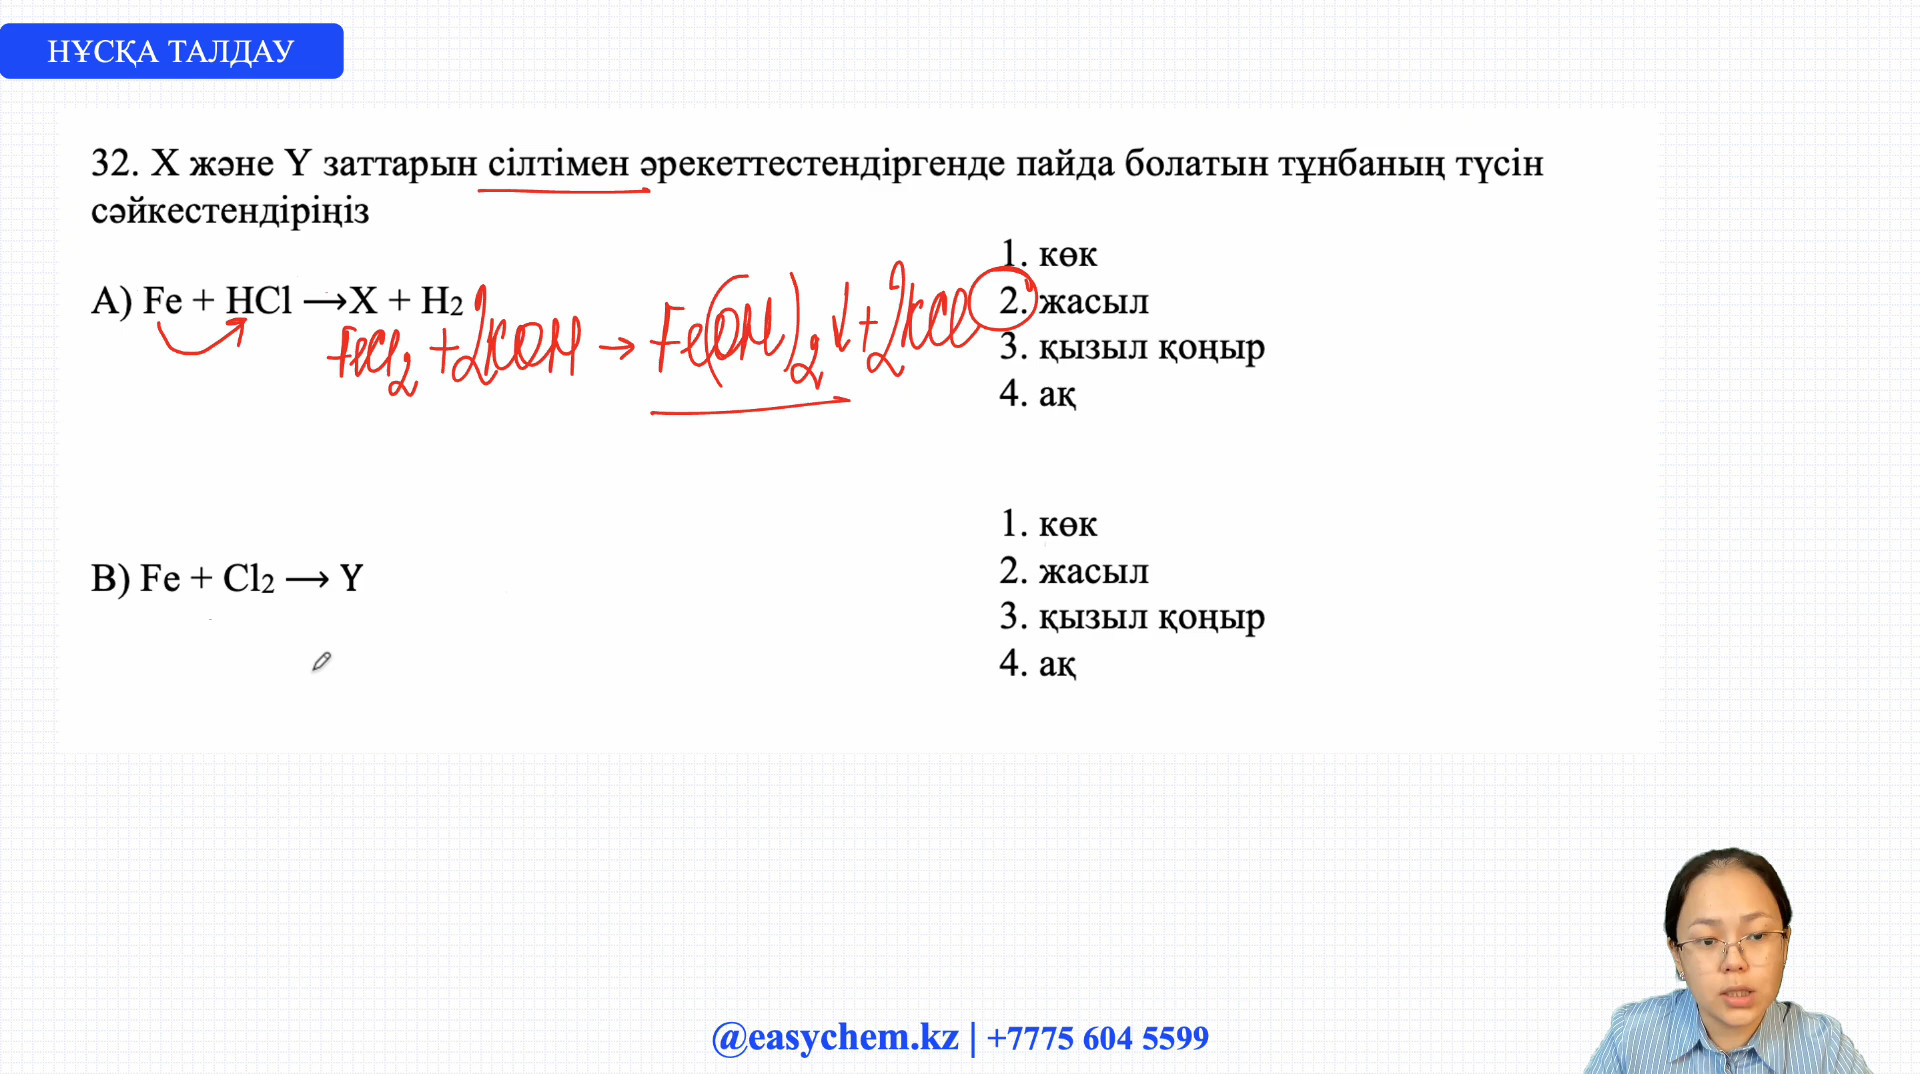 НҰСҚА ТАЛДАУ
32. X және Y заттарын сілтімен әрекеттестендіргенде пайда болатын тұнбаның түсін
сәйкестендіріңіз
1. көк
A) Fe + HCl ⟶X + H2
2. жасыл
FeCl2 + 2KOH → Fe(OH)2↓ + 2KCl
3. қызыл қоңыр
4. ақ
1. көк
B) Fe + Cl2 ⟶ Y
2. жасыл
3. қызыл қоңыр
4. ақ
@easychem.kz | +7775 604 5599